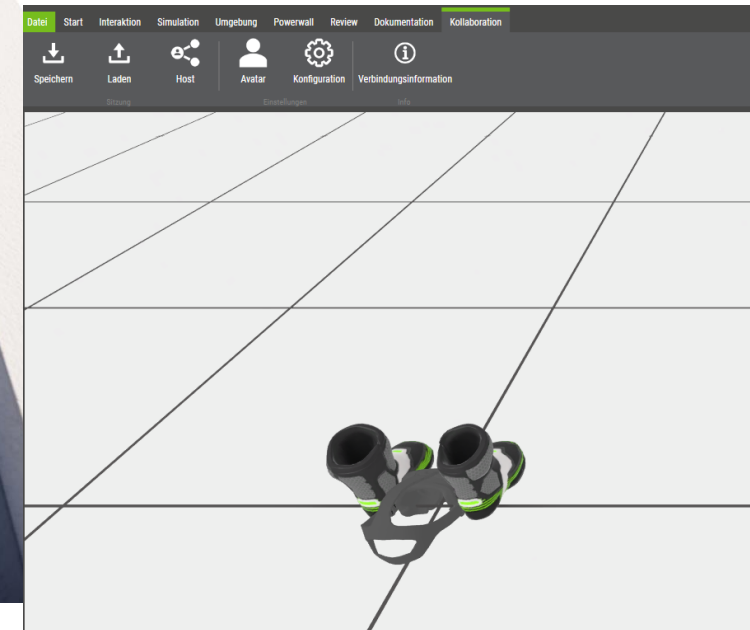 Datei Start Interaktion Simulation Umgebung Powerwall Review Dokumentation Kollaboration
Speichern Laden Host Avatar Konfiguration Verbindungsinformation
Sitzung Einstellungen Info